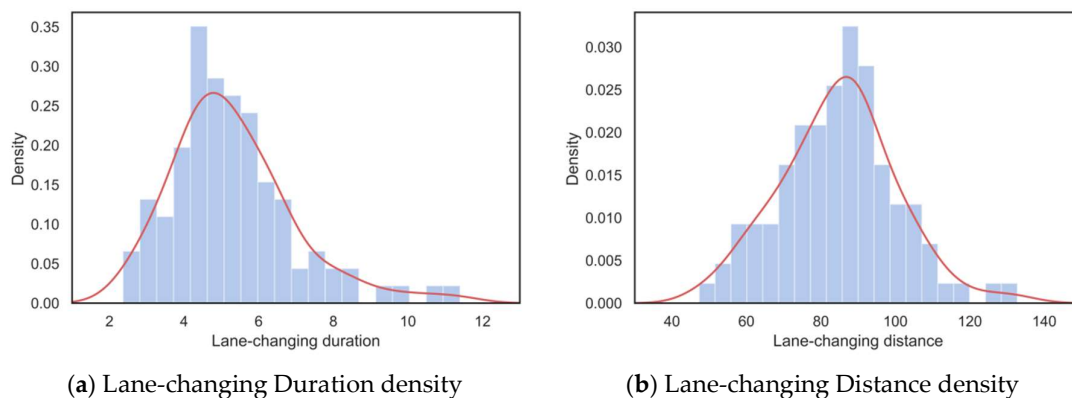 0.35
0.30
0.25
0.20
0.15
0.10
0.05
0.00
Density
2 4 6 8 10 12
Lane-changing duration
(a) Lane-changing Duration density
0.030
0.025
0.020
0.015
0.010
0.005
0.000
Density
40 60 80 100 120 140
Lane-changing distance
(b) Lane-changing Distance density